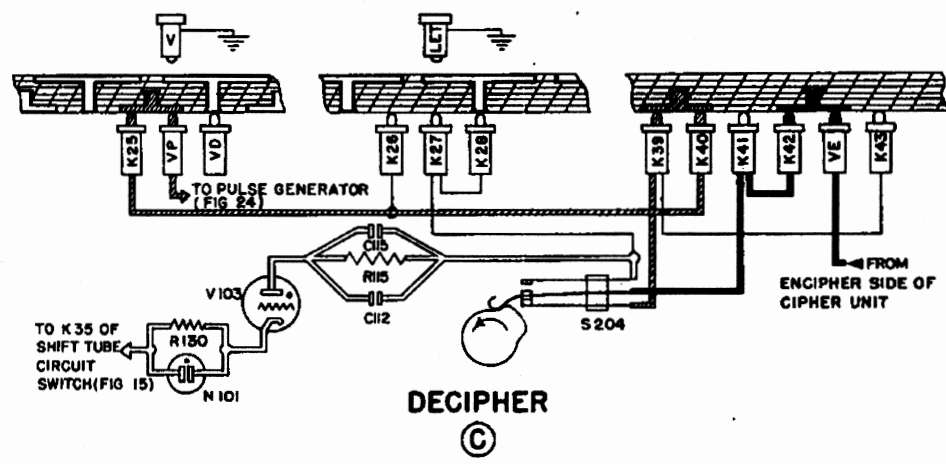 V
LET
K25
VP
VD
K26
K27
K28
K39
K40
K41
K42
VE
K43
TO PULSE GENERATOR
(FIG 24)
C115
R115
C112
V103
S204
FROM
ENCIPHER SIDE OF
CIPHER UNIT
TO K35 OF
SHIFT TUBE
CIRCUIT
SWITCH(FIG 15)
R130
N101
DECIPHER
C